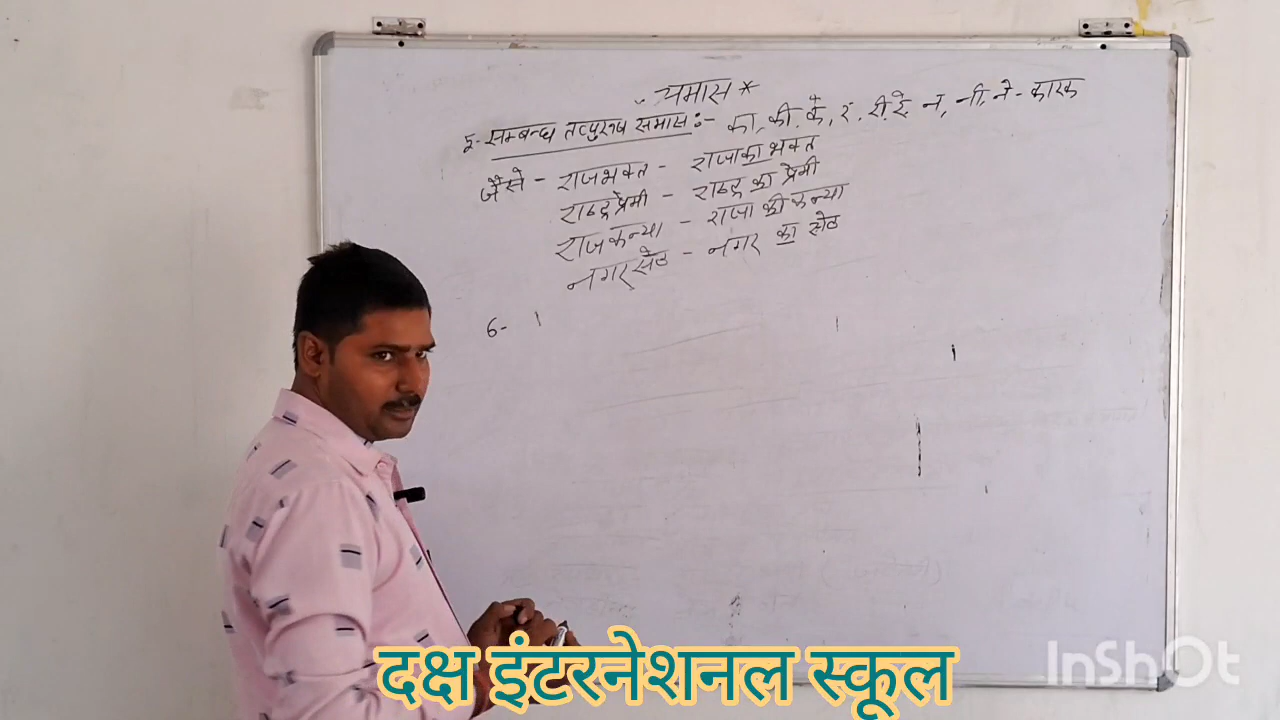 समास *
5- सम्बन्ध तत्पुरुष समास :- का, की, के, रा, री, रे, ना, नी, ने - कारक
जैसे - राजभक्त - राजा का भक्त
राष्ट्रप्रेमी - राष्ट्र का प्रेमी
राजकन्या - राजा की कन्या
नगरसेठ - नगर का सेठ
6-
दक्ष इंटरनेशनल स्कूल
InShOt